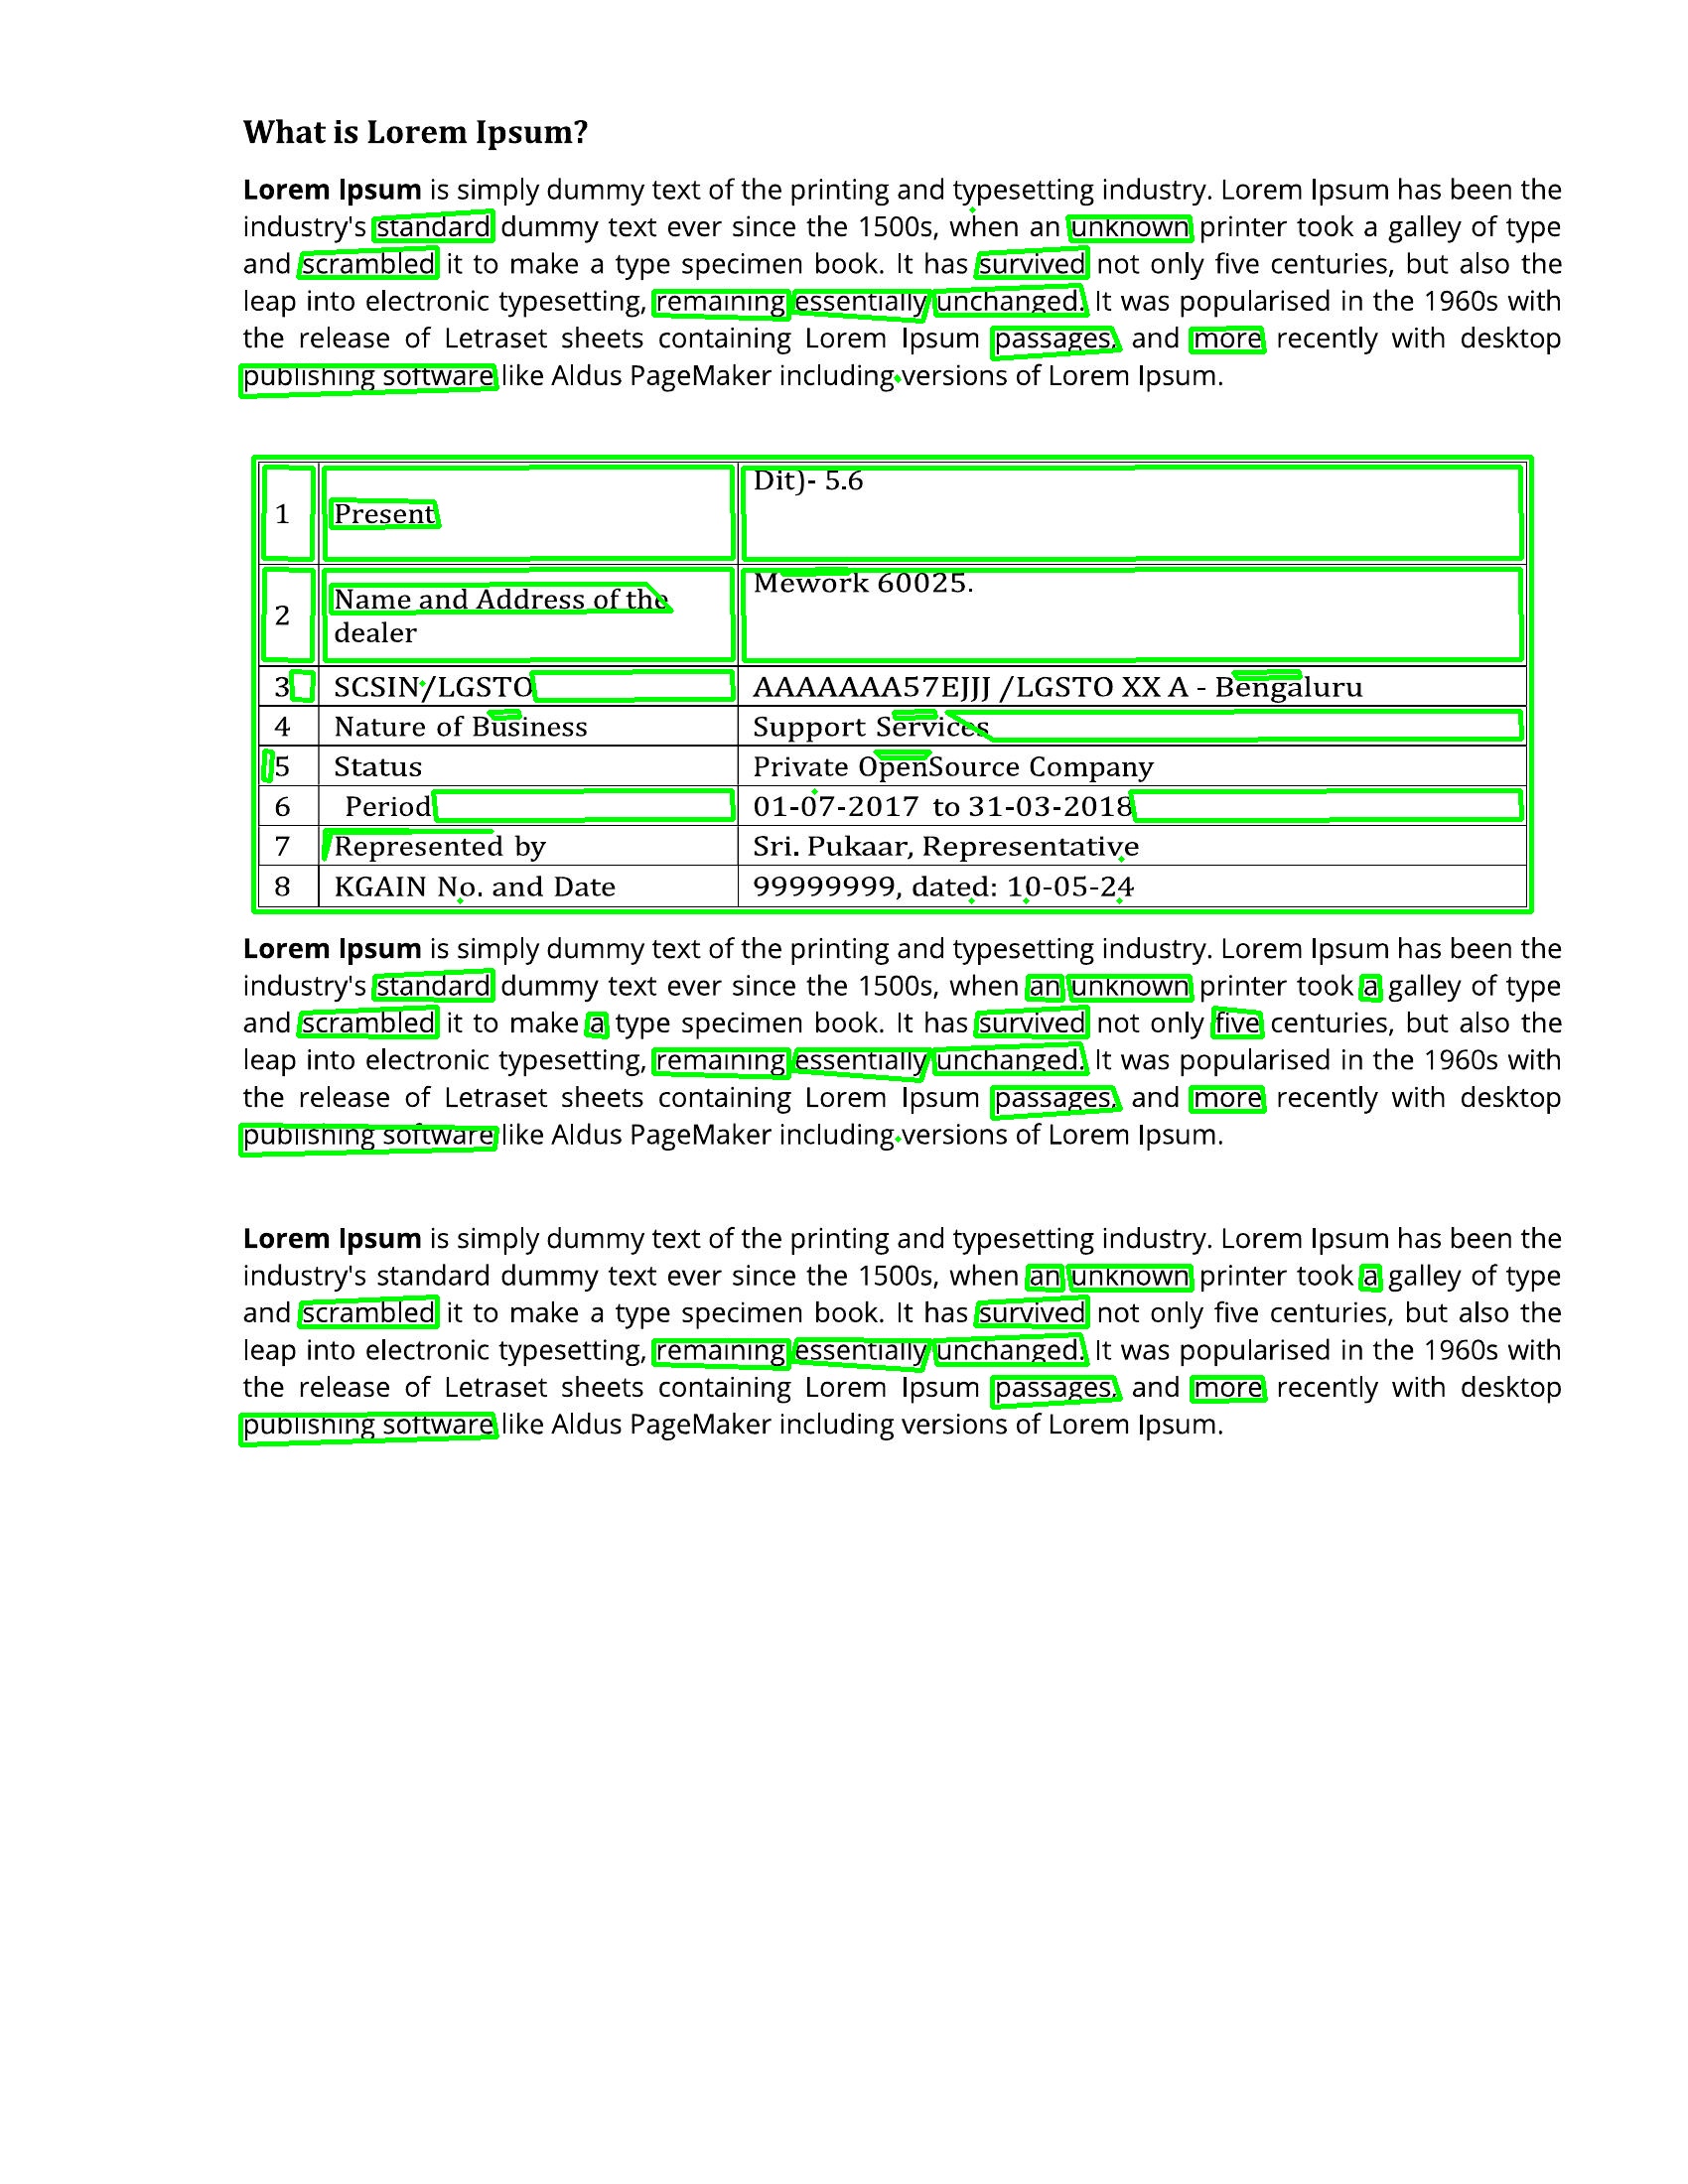 What is Lorem Ipsum?
Lorem Ipsum is simply dummy text of the printing and typesetting industry. Lorem Ipsum has been the
industry's standard dummy text ever since the 1500s, when an unknown printer took a galley of type
and scrambled it to make a type specimen book. It has survived not only five centuries, but also the
leap into electronic typesetting, remaining essentially unchanged. It was popularised in the 1960s with
the release of Letraset sheets containing Lorem Ipsum passages, and more recently with desktop
publishing software like Aldus PageMaker including versions of Lorem Ipsum.
1 Present Dit)- 5.6
2 Name and Address of the dealer Mework 60025.
3 SCSIN/LGSTO AAAAAAA57EJJJ /LGSTO XX A - Bengaluru
4 Nature of Business Support Services
5 Status Private OpenSource Company
6 Period 01-07-2017 to 31-03-2018
7 Represented by Sri. Pukaar, Representative
8 KGAIN No. and Date 99999999, dated: 10-05-24
Lorem Ipsum is simply dummy text of the printing and typesetting industry. Lorem Ipsum has been the
industry's standard dummy text ever since the 1500s, when an unknown printer took a galley of type
and scrambled it to make a type specimen book. It has survived not only five centuries, but also the
leap into electronic typesetting, remaining essentially unchanged. It was popularised in the 1960s with
the release of Letraset sheets containing Lorem Ipsum passages, and more recently with desktop
publishing software like Aldus PageMaker including versions of Lorem Ipsum.
Lorem Ipsum is simply dummy text of the printing and typesetting industry. Lorem Ipsum has been the
industry's standard dummy text ever since the 1500s, when an unknown printer took a galley of type
and scrambled it to make a type specimen book. It has survived not only five centuries, but also the
leap into electronic typesetting, remaining essentially unchanged. It was popularised in the 1960s with
the release of Letraset sheets containing Lorem Ipsum passages, and more recently with desktop
publishing software like Aldus PageMaker including versions of Lorem Ipsum.